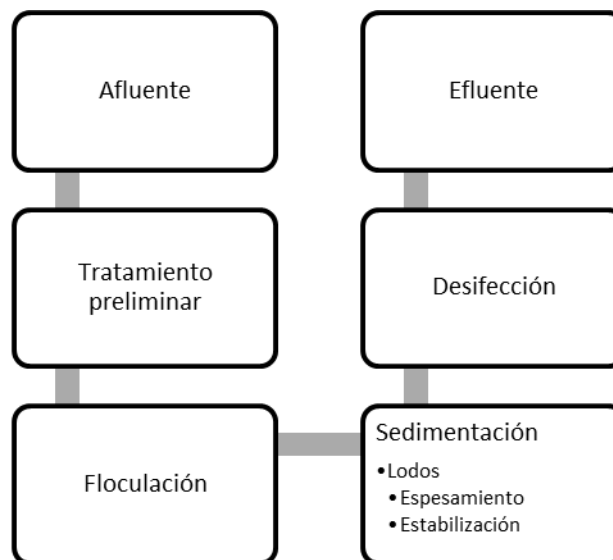 Afluente
Tratamiento
preliminar
Floculación
Sedimentación
•Lodos
•Espesamiento
•Estabilización
Desifección
Efluente